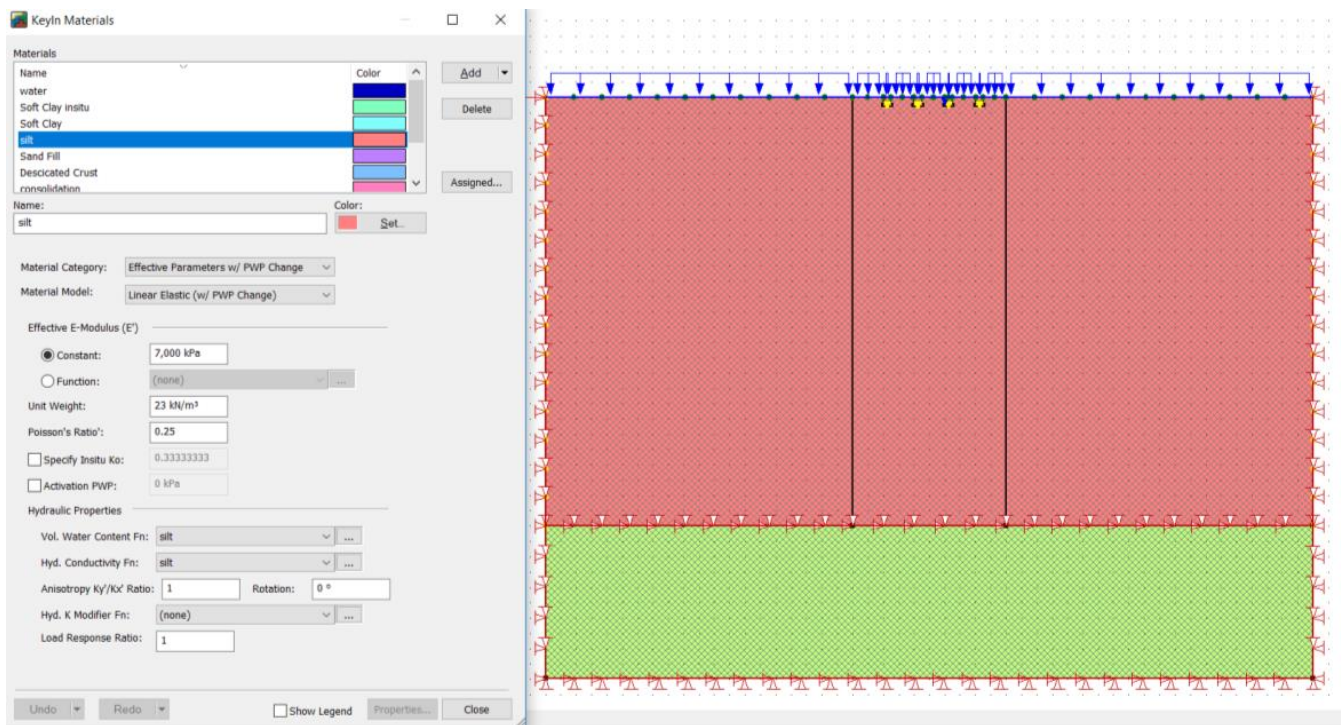 KeyIn Materials
Materials
Name Color
water
Soft Clay insitu
Soft Clay
silt
Sand Fill
Descicated Crust
consolidation
Add
Delete
Assigned...
Name: Color:
silt Set...
Material Category: Effective Parameters w/ PWP Change
Material Model: Linear Elastic (w/ PWP Change)
Effective E-Modulus (E')
Constant: 7,000 kPa
Function: (none) ...
Unit Weight: 23 kN/m³
Poisson's Ratio': 0.25
Specify Insitu Ko: 0.33333333
Activation PWP: 0 kPa
Hydraulic Properties
Vol. Water Content Fn: silt ...
Hyd. Conductivity Fn: silt ...
Anisotropy Ky'/Kx' Ratio: 1 Rotation: 0 °
Hyd. K Modifier Fn: (none) ...
Load Response Ratio: 1
Undo Redo Show Legend Properties... Close